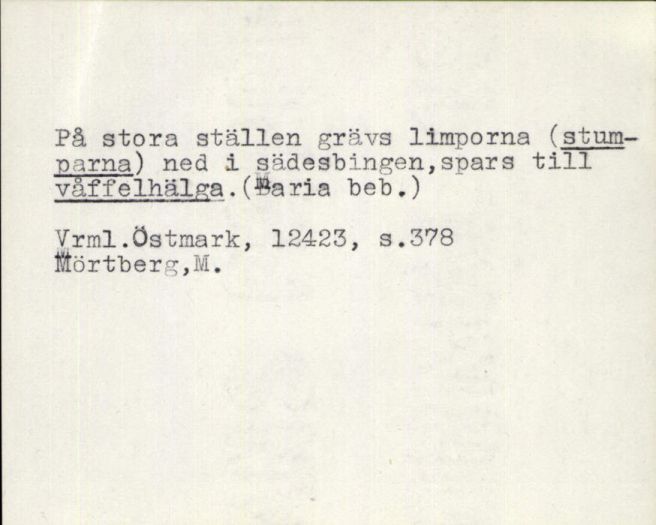 På stora ställen grävs limporna (stum-
parna) ned i sädesbingen,spars till
våffelhälga.(Maria beb.)
Vrml.Östmark, 12423, s.378
Mörtberg,M.